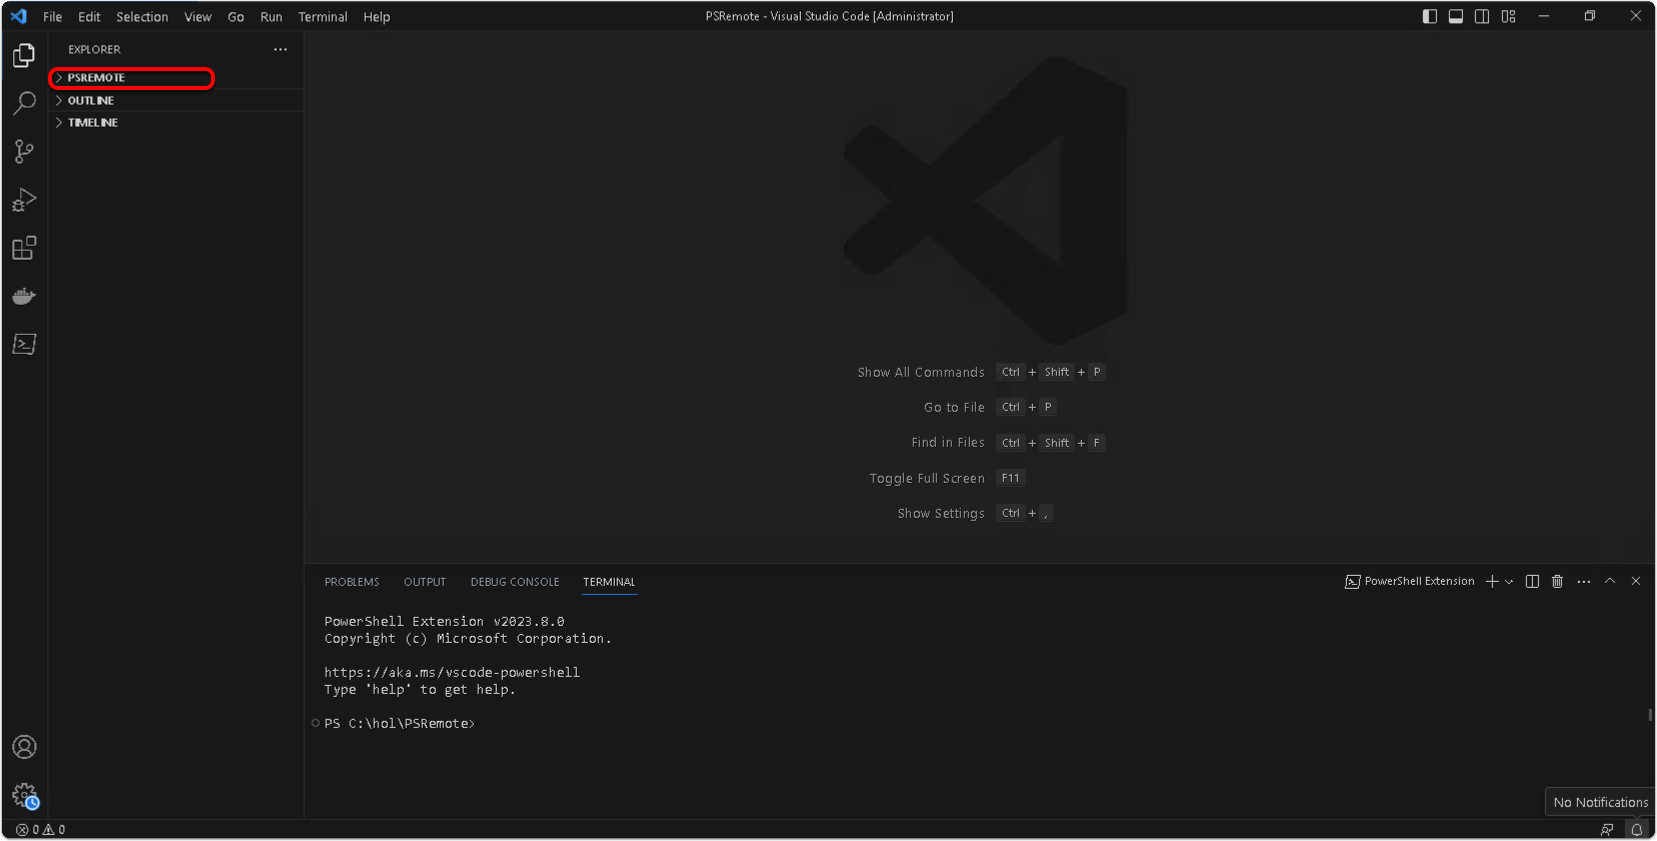 File Edit Selection View Go Run Terminal Help
PSRemote - Visual Studio Code [Administrator]
EXPLORER
PSREMOTE
OUTLINE
TIMELINE
Show All Commands Ctrl + Shift + P
Go to File Ctrl + P
Find in Files Ctrl + Shift + F
Toggle Full Screen F11
Show Settings Ctrl + ,
PROBLEMS OUTPUT DEBUG CONSOLE TERMINAL
PowerShell Extension
PowerShell Extension v2023.8.0
Copyright (c) Microsoft Corporation.
https://aka.ms/vscode-powershell
Type 'help' to get help.
PS C:\hol\PSRemote>
No Notifications
0 0